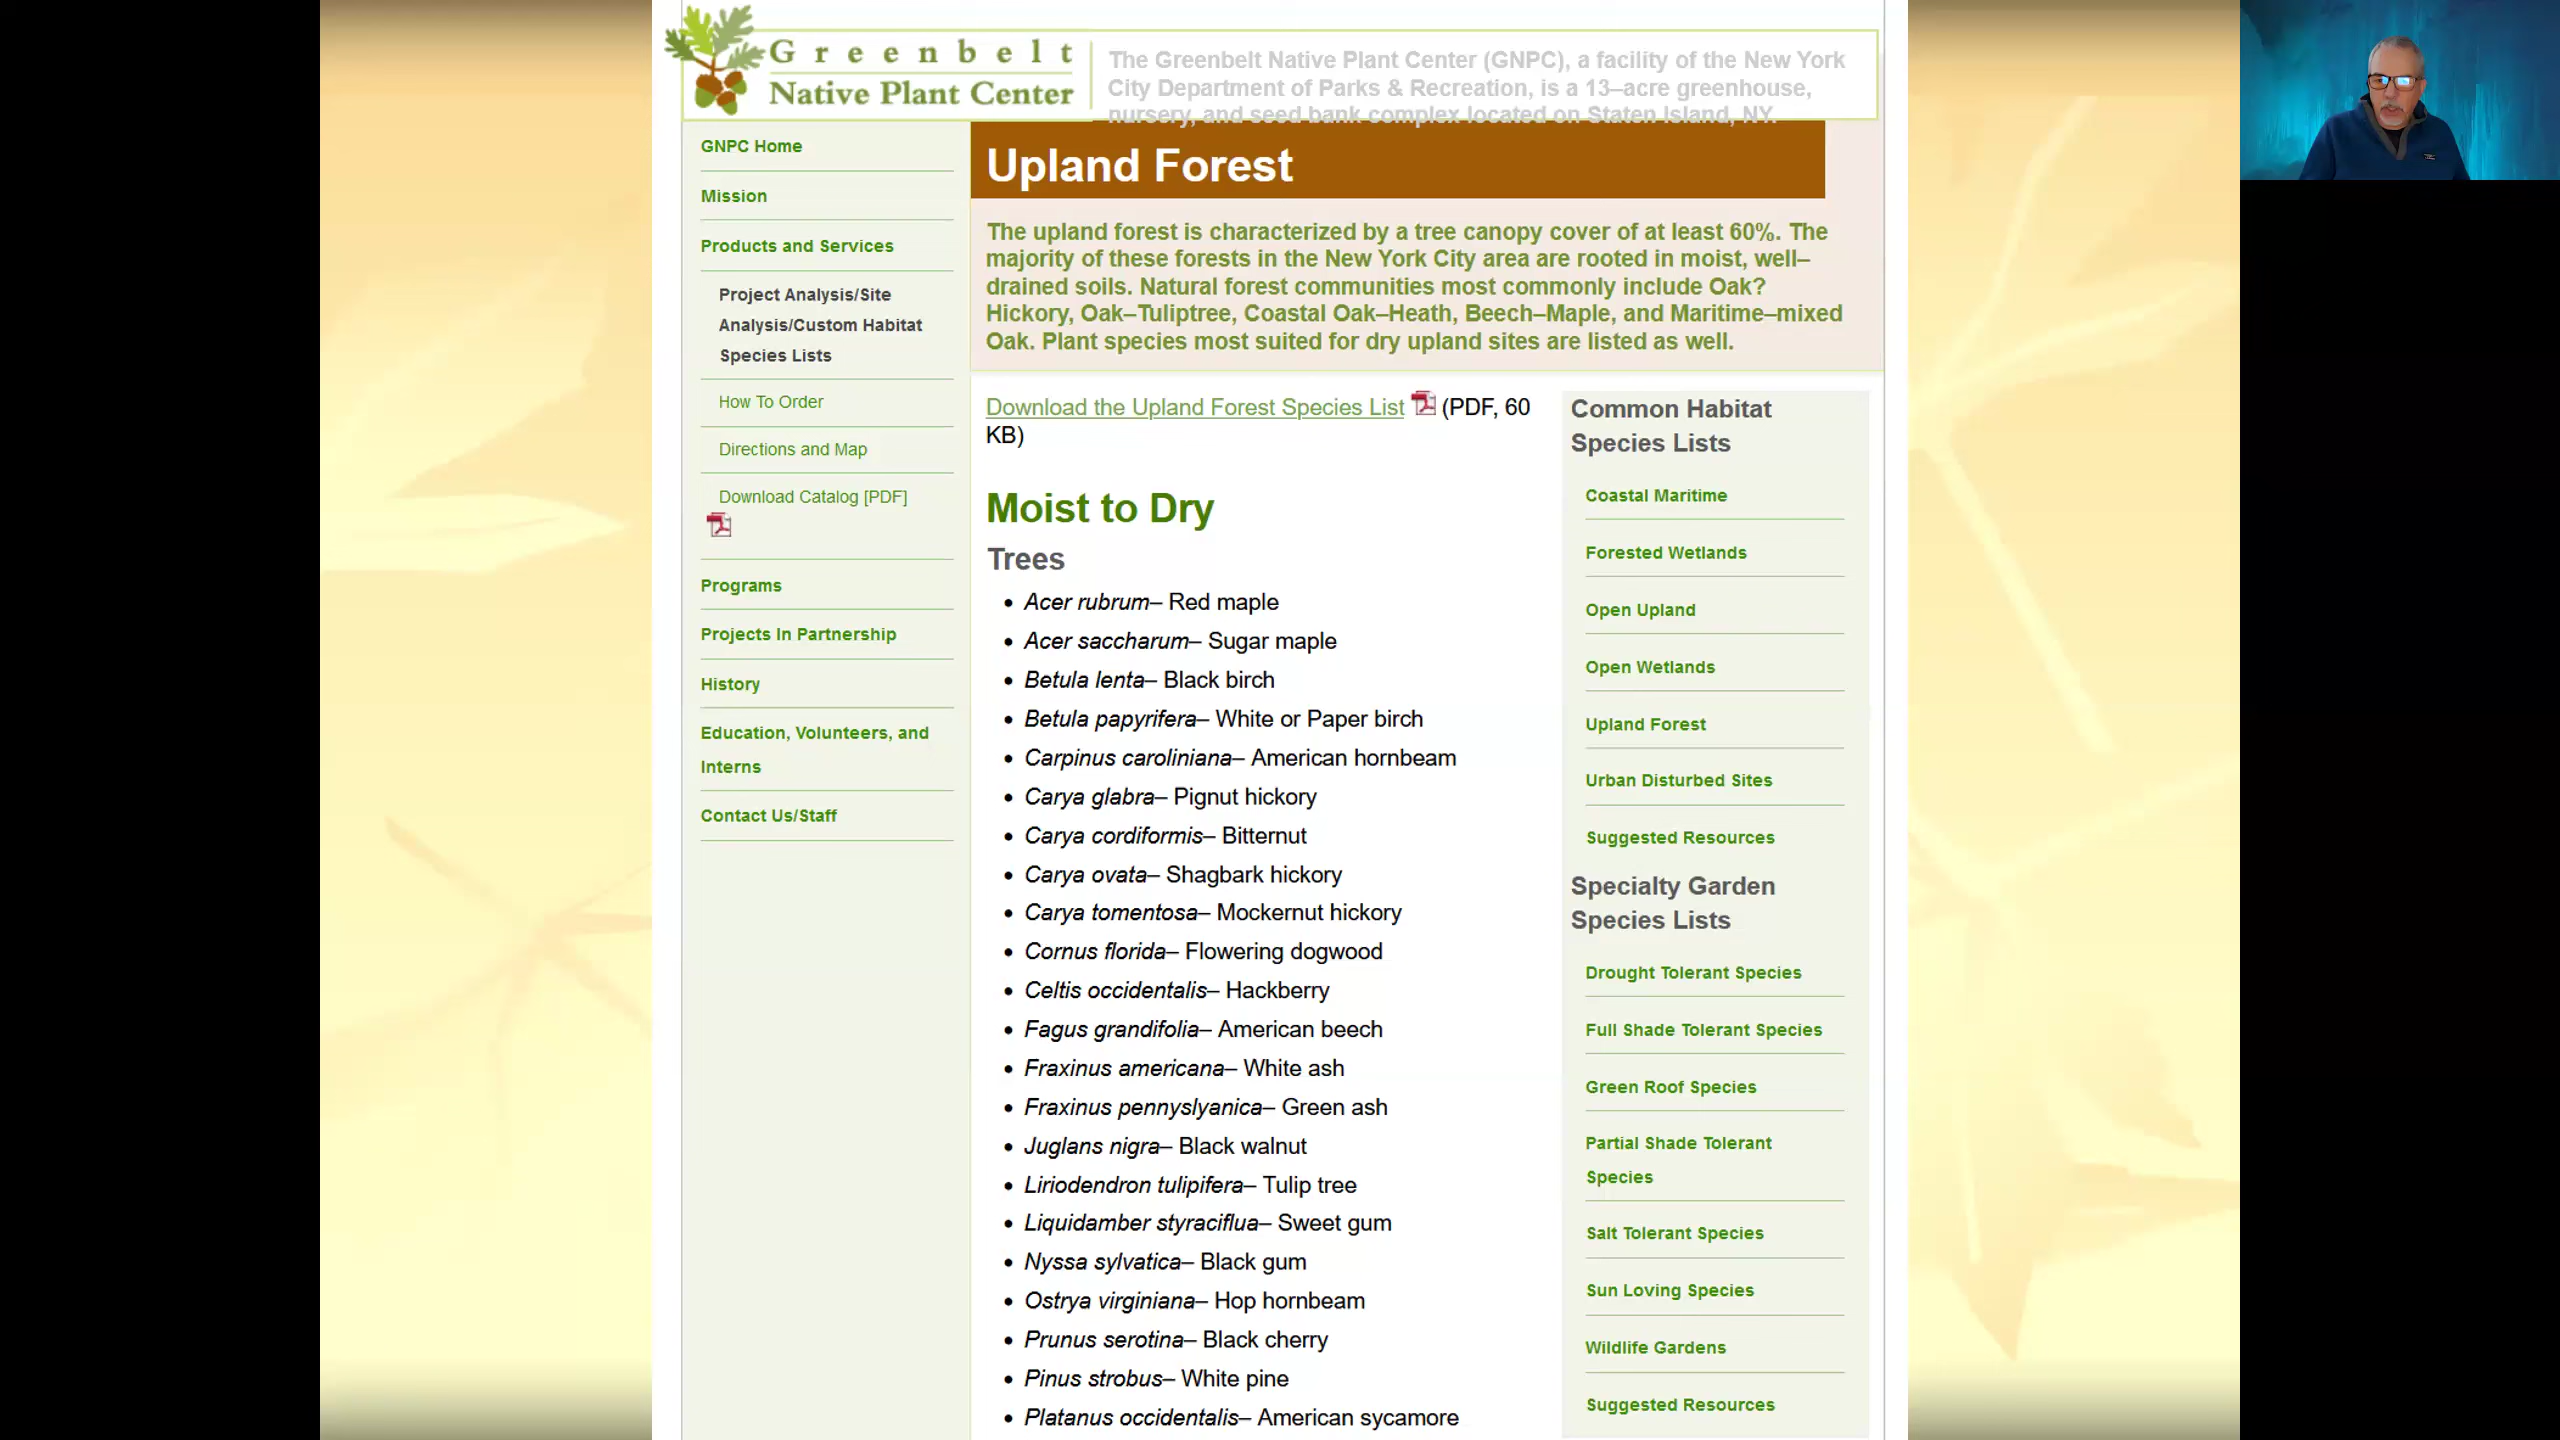 Greenbelt
Native Plant Center
The Greenbelt Native Plant Center (GNPC), a facility of the New York
City Department of Parks & Recreation, is a 13–acre greenhouse,
nursery, and seed bank complex located on Staten Island, NY.
GNPC Home
Mission
Products and Services
Project Analysis/Site
Analysis/Custom Habitat
Species Lists
How To Order
Directions and Map
Download Catalog [PDF]
Programs
Projects In Partnership
History
Education, Volunteers, and
Interns
Contact Us/Staff
Upland Forest
The upland forest is characterized by a tree canopy cover of at least 60%. The
majority of these forests in the New York City area are rooted in moist, well–
drained soils. Natural forest communities most commonly include Oak?
Hickory, Oak–Tuliptree, Coastal Oak–Heath, Beech–Maple, and Maritime–mixed
Oak. Plant species most suited for dry upland sites are listed as well.
Download the Upland Forest Species List (PDF, 60
KB)
Moist to Dry
Trees
• Acer rubrum– Red maple
• Acer saccharum– Sugar maple
• Betula lenta– Black birch
• Betula papyrifera– White or Paper birch
• Carpinus caroliniana– American hornbeam
• Carya glabra– Pignut hickory
• Carya cordiformis– Bitternut
• Carya ovata– Shagbark hickory
• Carya tomentosa– Mockernut hickory
• Cornus florida– Flowering dogwood
• Celtis occidentalis– Hackberry
• Fagus grandifolia– American beech
• Fraxinus americana– White ash
• Fraxinus pennyslyanica– Green ash
• Juglans nigra– Black walnut
• Liriodendron tulipifera– Tulip tree
• Liquidamber styraciflua– Sweet gum
• Nyssa sylvatica– Black gum
• Ostrya virginiana– Hop hornbeam
• Prunus serotina– Black cherry
• Pinus strobus– White pine
• Platanus occidentalis– American sycamore
Common Habitat
Species Lists
Coastal Maritime
Forested Wetlands
Open Upland
Open Wetlands
Upland Forest
Urban Disturbed Sites
Suggested Resources
Specialty Garden
Species Lists
Drought Tolerant Species
Full Shade Tolerant Species
Green Roof Species
Partial Shade Tolerant
Species
Salt Tolerant Species
Sun Loving Species
Wildlife Gardens
Suggested Resources